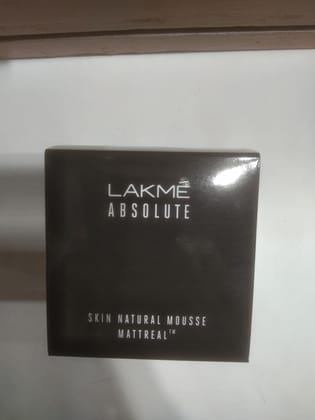 LAKMĒ
ABSOLUTE
SKIN NATURAL MOUSSE
MATTREAL™